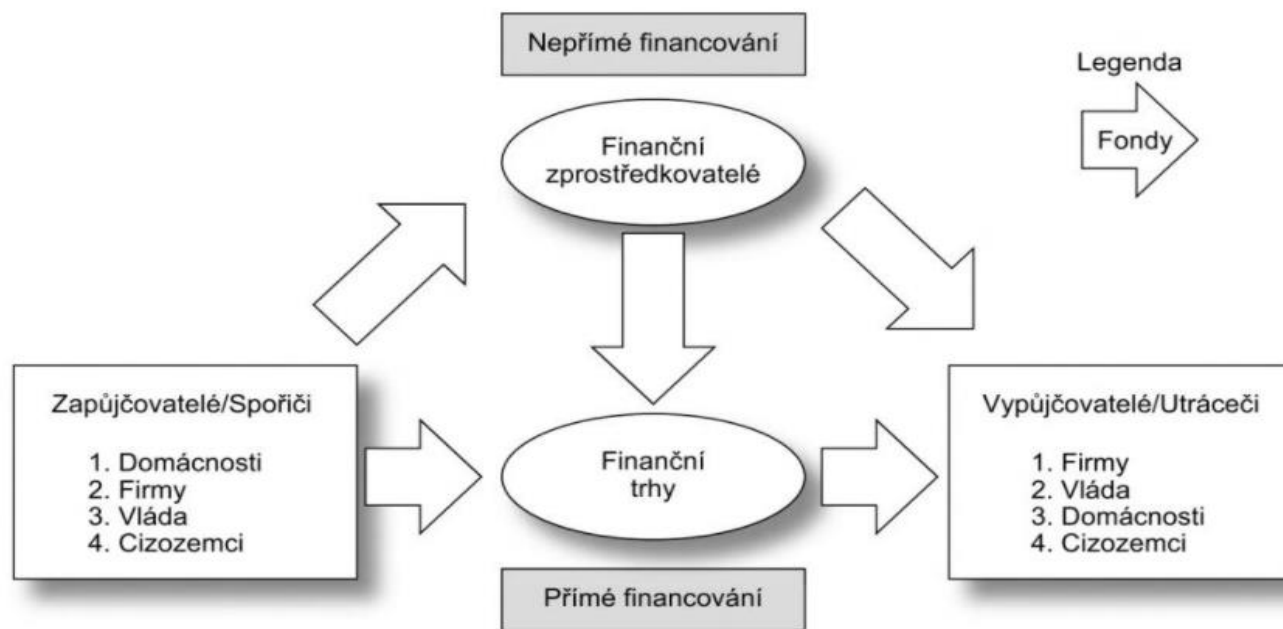 Nepřímé financování
Legenda
Fondy
Finanční
zprostředkovatelé
Zapůjčovatelé/Spořiči
1. Domácnosti
2. Firmy
3. Vláda
4. Cizozemci
Finanční
trhy
Vypůjčovatelé/Utráceči
1. Firmy
2. Vláda
3. Domácnosti
4. Cizozemci
Přímé financování